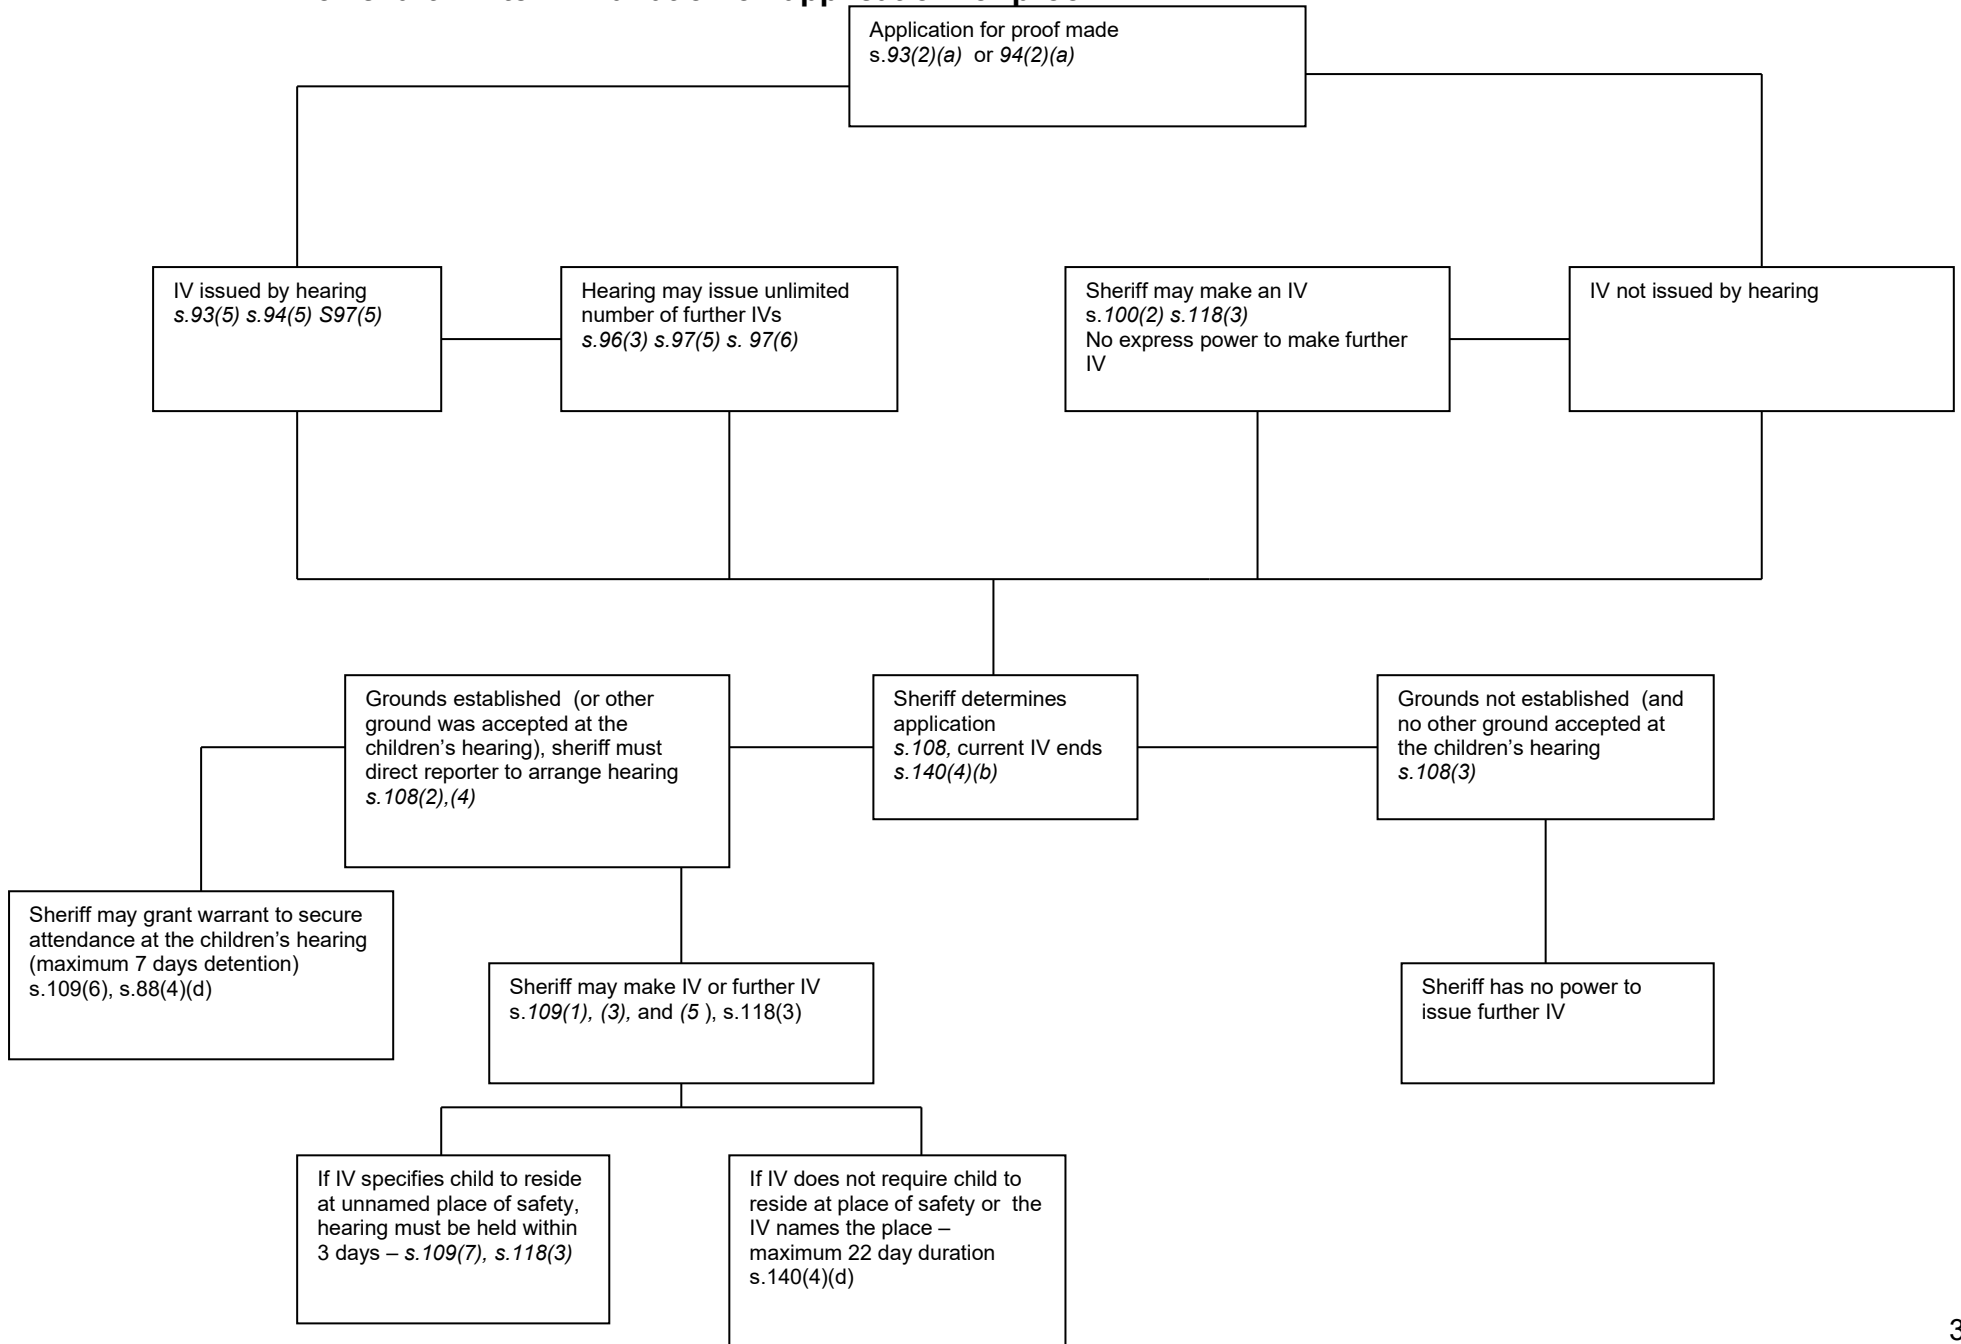 Application for proof made
s.93(2)(a) or 94(2)(a)
IV issued by hearing
s.93(5) s.94(5) S97(5)
Hearing may issue unlimited
number of further IVs
s.96(3) s.97(5) s. 97(6)
Sheriff may make an IV
s.100(2) s.118(3)
No express power to make further
IV
IV not issued by hearing
Grounds established (or other
ground was accepted at the
children’s hearing), sheriff must
direct reporter to arrange hearing
s.108(2),(4)
Sheriff determines
application
s.108, current IV ends
s.140(4)(b)
Grounds not established (and
no other ground accepted at
the children’s hearing
s.108(3)
Sheriff may grant warrant to secure
attendance at the children’s hearing
(maximum 7 days detention)
s.109(6), s.88(4)(d)
Sheriff may make IV or further IV
s.109(1), (3), and (5 ), s.118(3)
Sheriff has no power to
issue further IV
If IV specifies child to reside
at unnamed place of safety,
hearing must be held within
3 days – s.109(7), s.118(3)
If IV does not require child to
reside at place of safety or the
IV names the place –
maximum 22 day duration
s.140(4)(d)
3